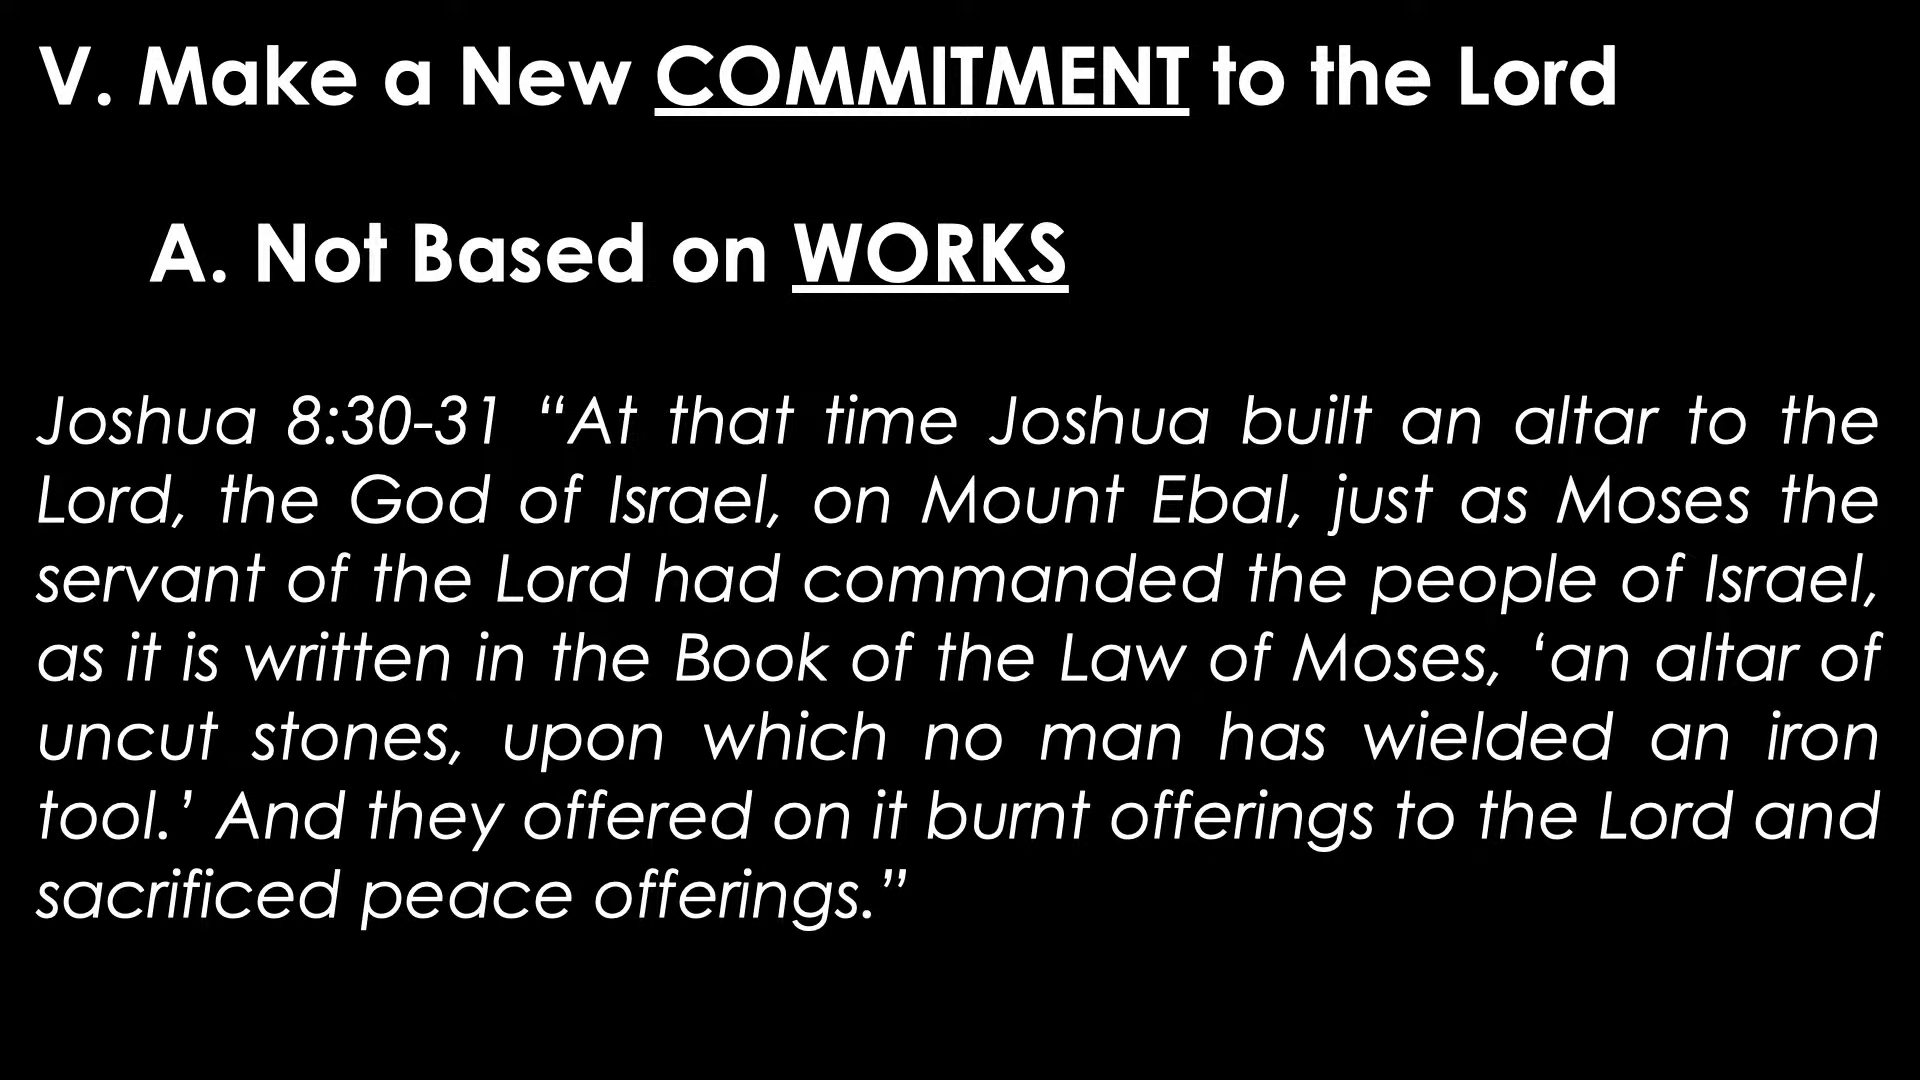 V. Make a New COMMITMENT to the Lord
A. Not Based on WORKS
Joshua 8:30-31 “At that time Joshua built an altar to the
Lord, the God of Israel, on Mount Ebal, just as Moses the
servant of the Lord had commanded the people of Israel,
as it is written in the Book of the Law of Moses, ‘an altar of
uncut stones, upon which no man has wielded an iron
tool.’ And they offered on it burnt offerings to the Lord and
sacrificed peace offerings.”